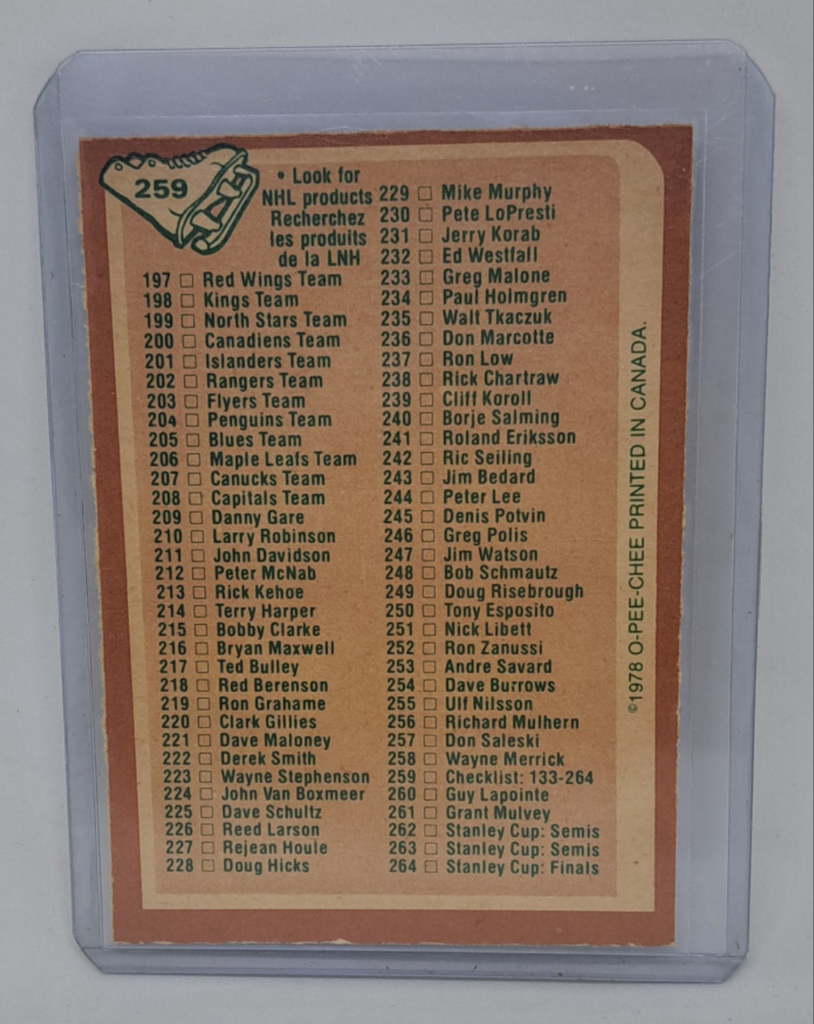 259
• Look for
NHL products
Recherchez
les produits
de la LNH
197 □ Red Wings Team
198 □ Kings Team
199 □ North Stars Team
200 □ Canadiens Team
201 □ Islanders Team
202 □ Rangers Team
203 □ Flyers Team
204 □ Penguins Team
205 □ Blues Team
206 □ Maple Leafs Team
207 □ Canucks Team
208 □ Capitals Team
209 □ Danny Gare
210 □ Larry Robinson
211 □ John Davidson
212 □ Peter McNab
213 □ Rick Kehoe
214 □ Terry Harper
215 □ Bobby Clarke
216 □ Bryan Maxwell
217 □ Ted Bulley
218 □ Red Berenson
219 □ Ron Grahame
220 □ Clark Gillies
221 □ Dave Maloney
222 □ Derek Smith
223 □ Wayne Stephenson
224 □ John Van Boxmeer
225 □ Dave Schultz
226 □ Reed Larson
227 □ Rejean Houle
228 □ Doug Hicks
229 □ Mike Murphy
230 □ Pete LoPresti
231 □ Jerry Korab
232 □ Ed Westfall
233 □ Greg Malone
234 □ Paul Holmgren
235 □ Walt Tkaczuk
236 □ Don Marcotte
237 □ Ron Low
238 □ Rick Chartraw
239 □ Cliff Koroll
240 □ Borje Salming
241 □ Roland Eriksson
242 □ Ric Seiling
243 □ Jim Bedard
244 □ Peter Lee
245 □ Denis Potvin
246 □ Greg Polis
247 □ Jim Watson
248 □ Bob Schmautz
249 □ Doug Risebrough
250 □ Tony Esposito
251 □ Nick Libett
252 □ Ron Zanussi
253 □ Andre Savard
254 □ Dave Burrows
255 □ Ulf Nilsson
256 □ Richard Mulhern
257 □ Don Saleski
258 □ Wayne Merrick
259 □ Checklist: 133-264
260 □ Guy Lapointe
261 □ Grant Mulvey
262 □ Stanley Cup: Semis
263 □ Stanley Cup: Semis
264 □ Stanley Cup: Finals
©1978 O-PEE-CHEE PRINTED IN CANADA.